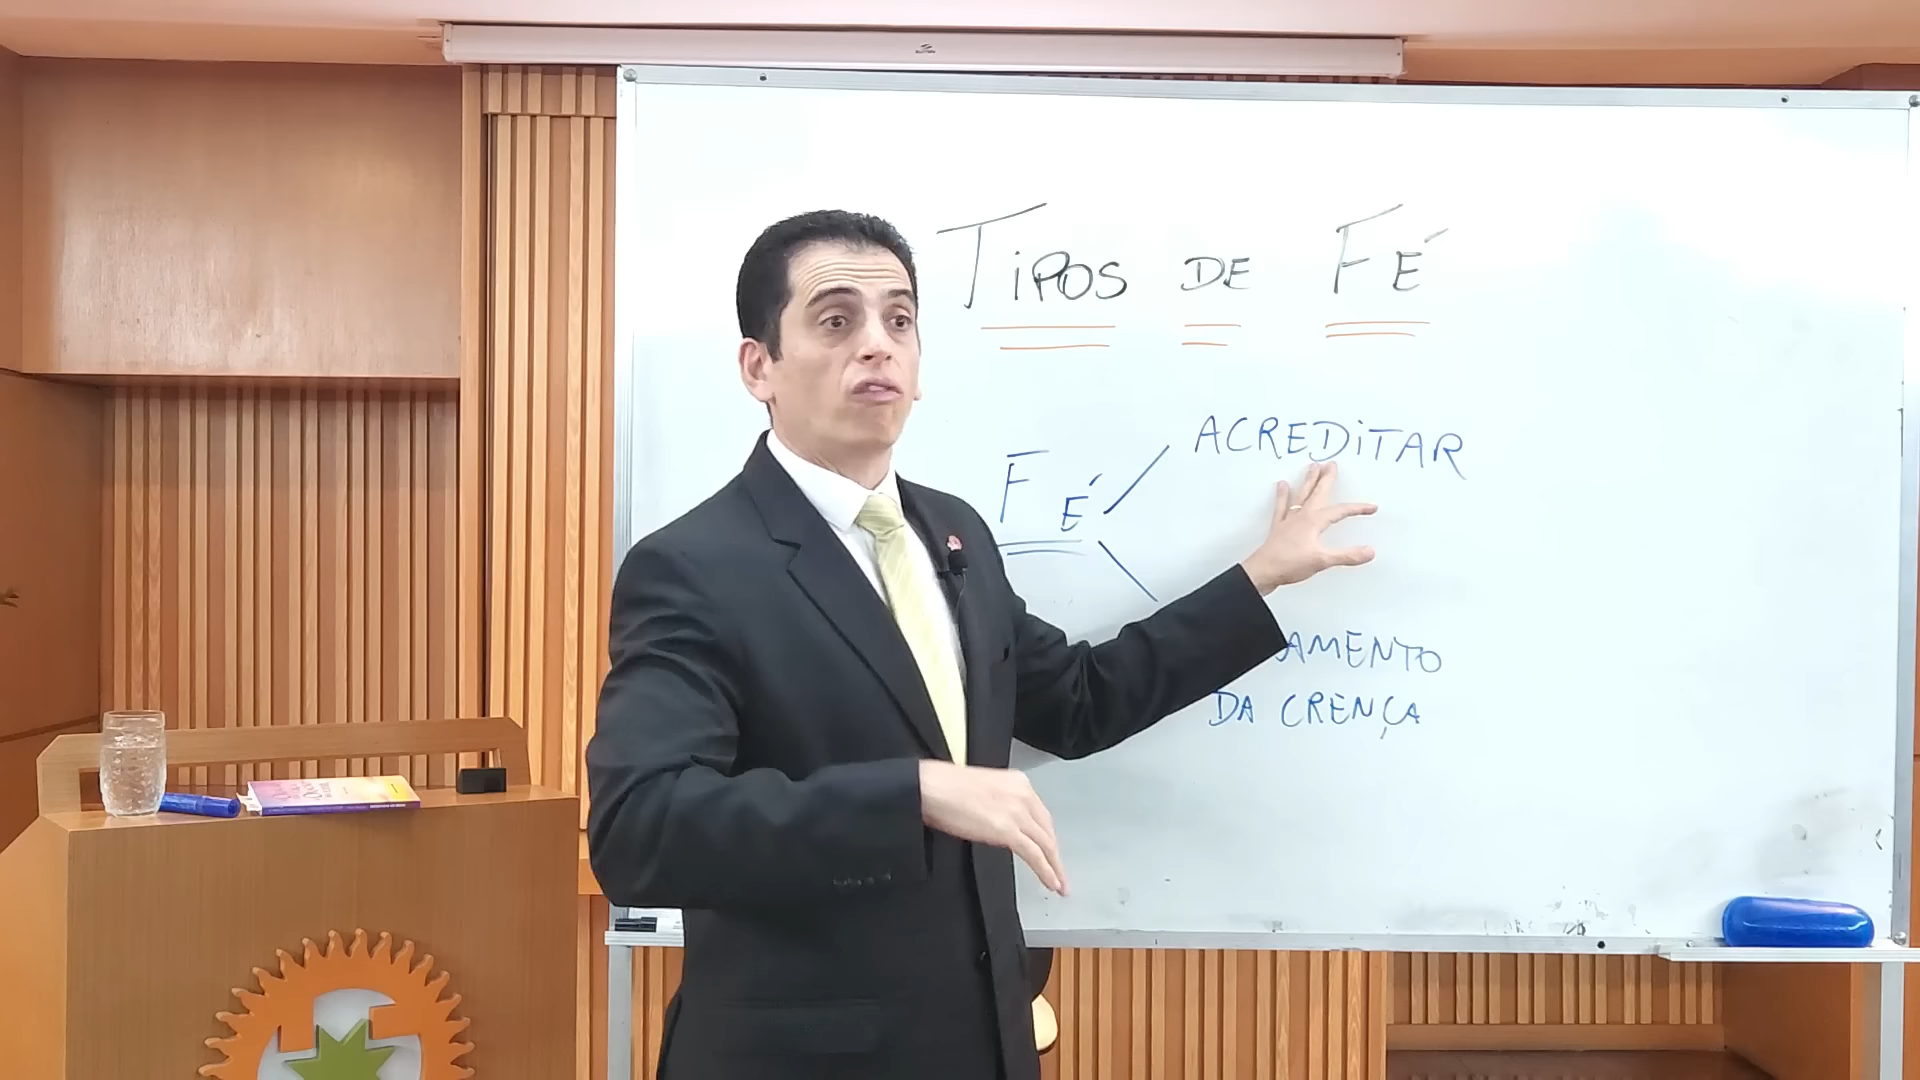 TIPOS DE FÉ
FÉ
ACREDITAR
AMENTO
DA CRENÇA